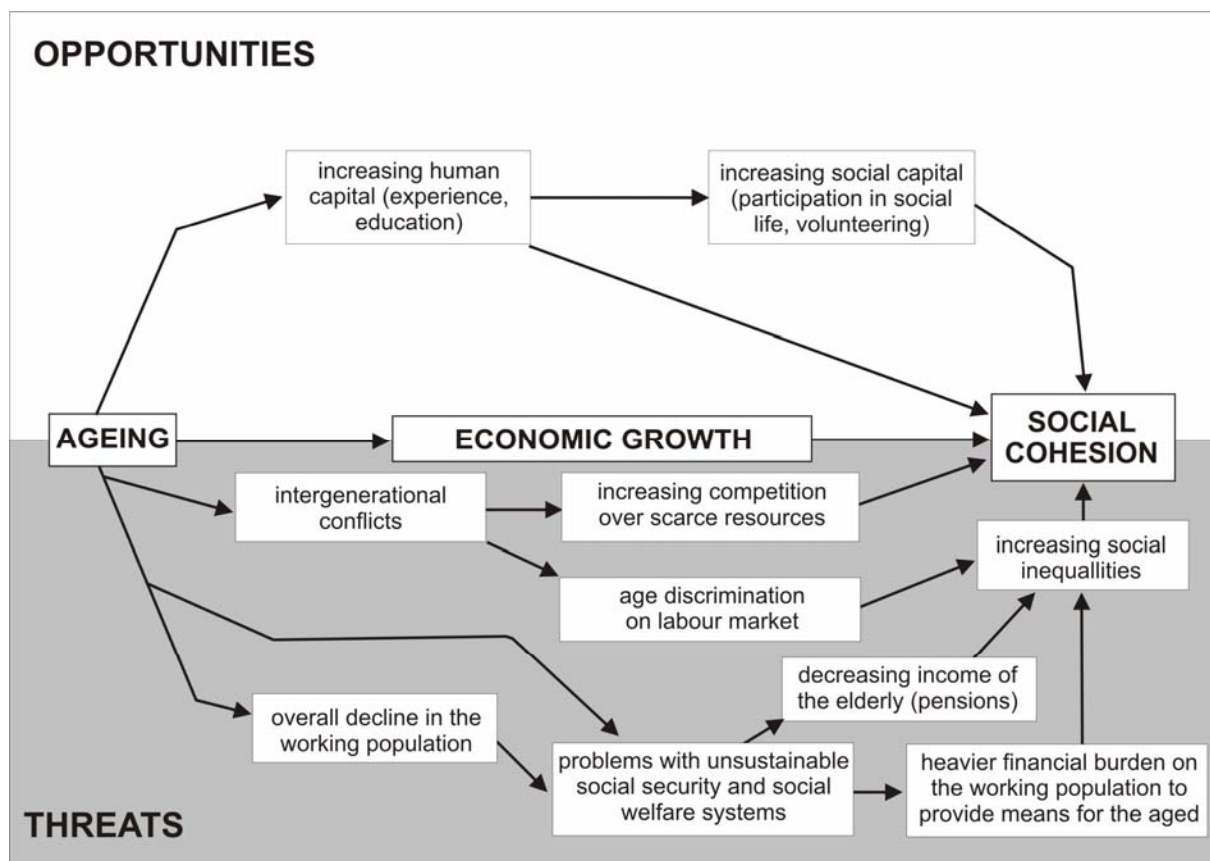 OPPORTUNITIES
increasing human
capital (experience,
education)
increasing social capital
(participation in social
life, volunteering)
AGEING
ECONOMIC GROWTH
SOCIAL
COHESION
intergenerational
conflicts
increasing competition
over scarce resources
increasing social
inequallities
age discrimination
on labour market
decreasing income of
the elderly (pensions)
overall decline in the
working population
problems with unsustainable
social security and social
welfare systems
heavier financial burden on
the working population to
provide means for the aged
THREATS